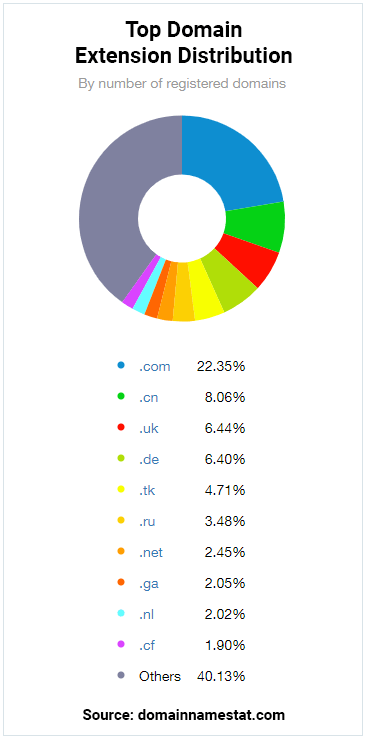 Top Domain
Extension Distribution
By number of registered domains
.com 22.35%
.cn 8.06%
.uk 6.44%
.de 6.40%
.tk 4.71%
.ru 3.48%
.net 2.45%
.ga 2.05%
.nl 2.02%
.cf 1.90%
Others 40.13%
Source: domainnamestat.com